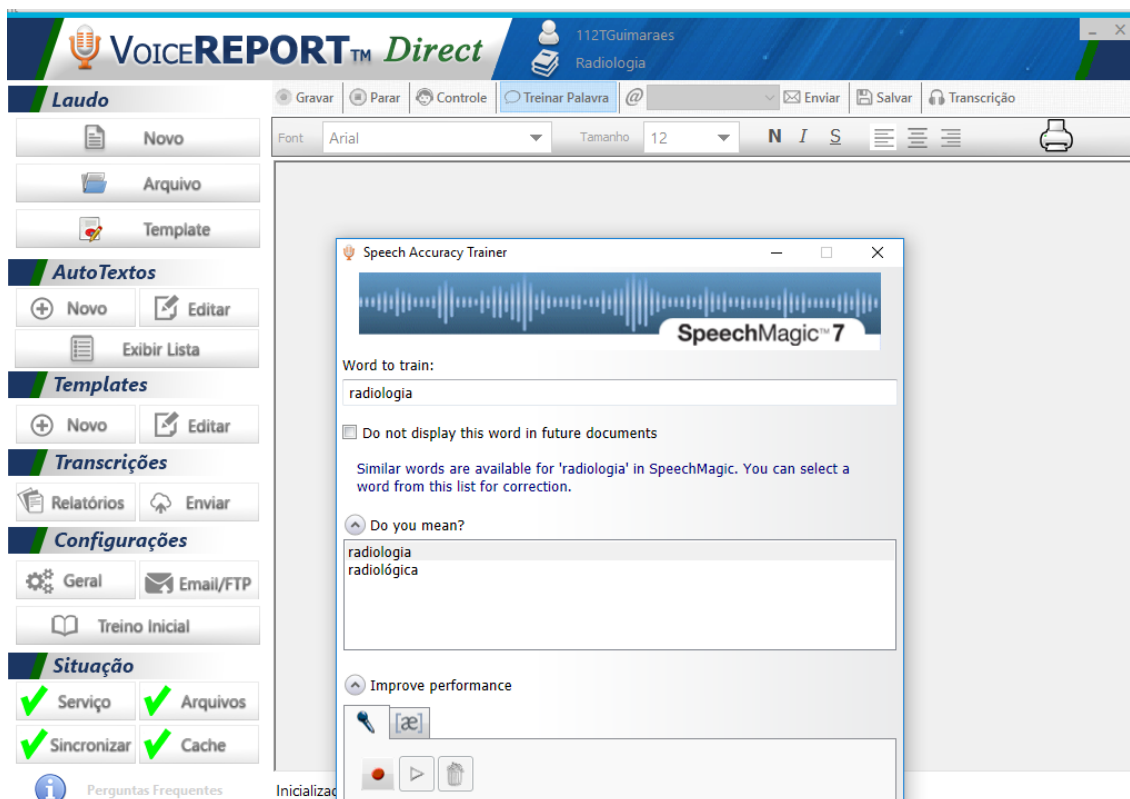 VOICEREPORT™ Direct
112TGuimaraes
Radiologia
Laudo
Novo
Arquivo
Template
AutoTextos
Novo Editar
Exibir Lista
Templates
Novo Editar
Transcrições
Relatórios Enviar
Configurações
Geral Email/FTP
Treino Inicial
Situação
Serviço Arquivos
Sincronizar Cache
Perguntas Frequentes
Gravar Parar Controle Treinar Palavra @ Enviar Salvar Transcrição
Font Arial Tamanho 12 N I S
Speech Accuracy Trainer
SpeechMagic™ 7
Word to train:
radiologia
Do not display this word in future documents
Similar words are available for 'radiologia' in SpeechMagic. You can select a
word from this list for correction.
Do you mean?
radiologia
radiológica
Improve performance
[æ]